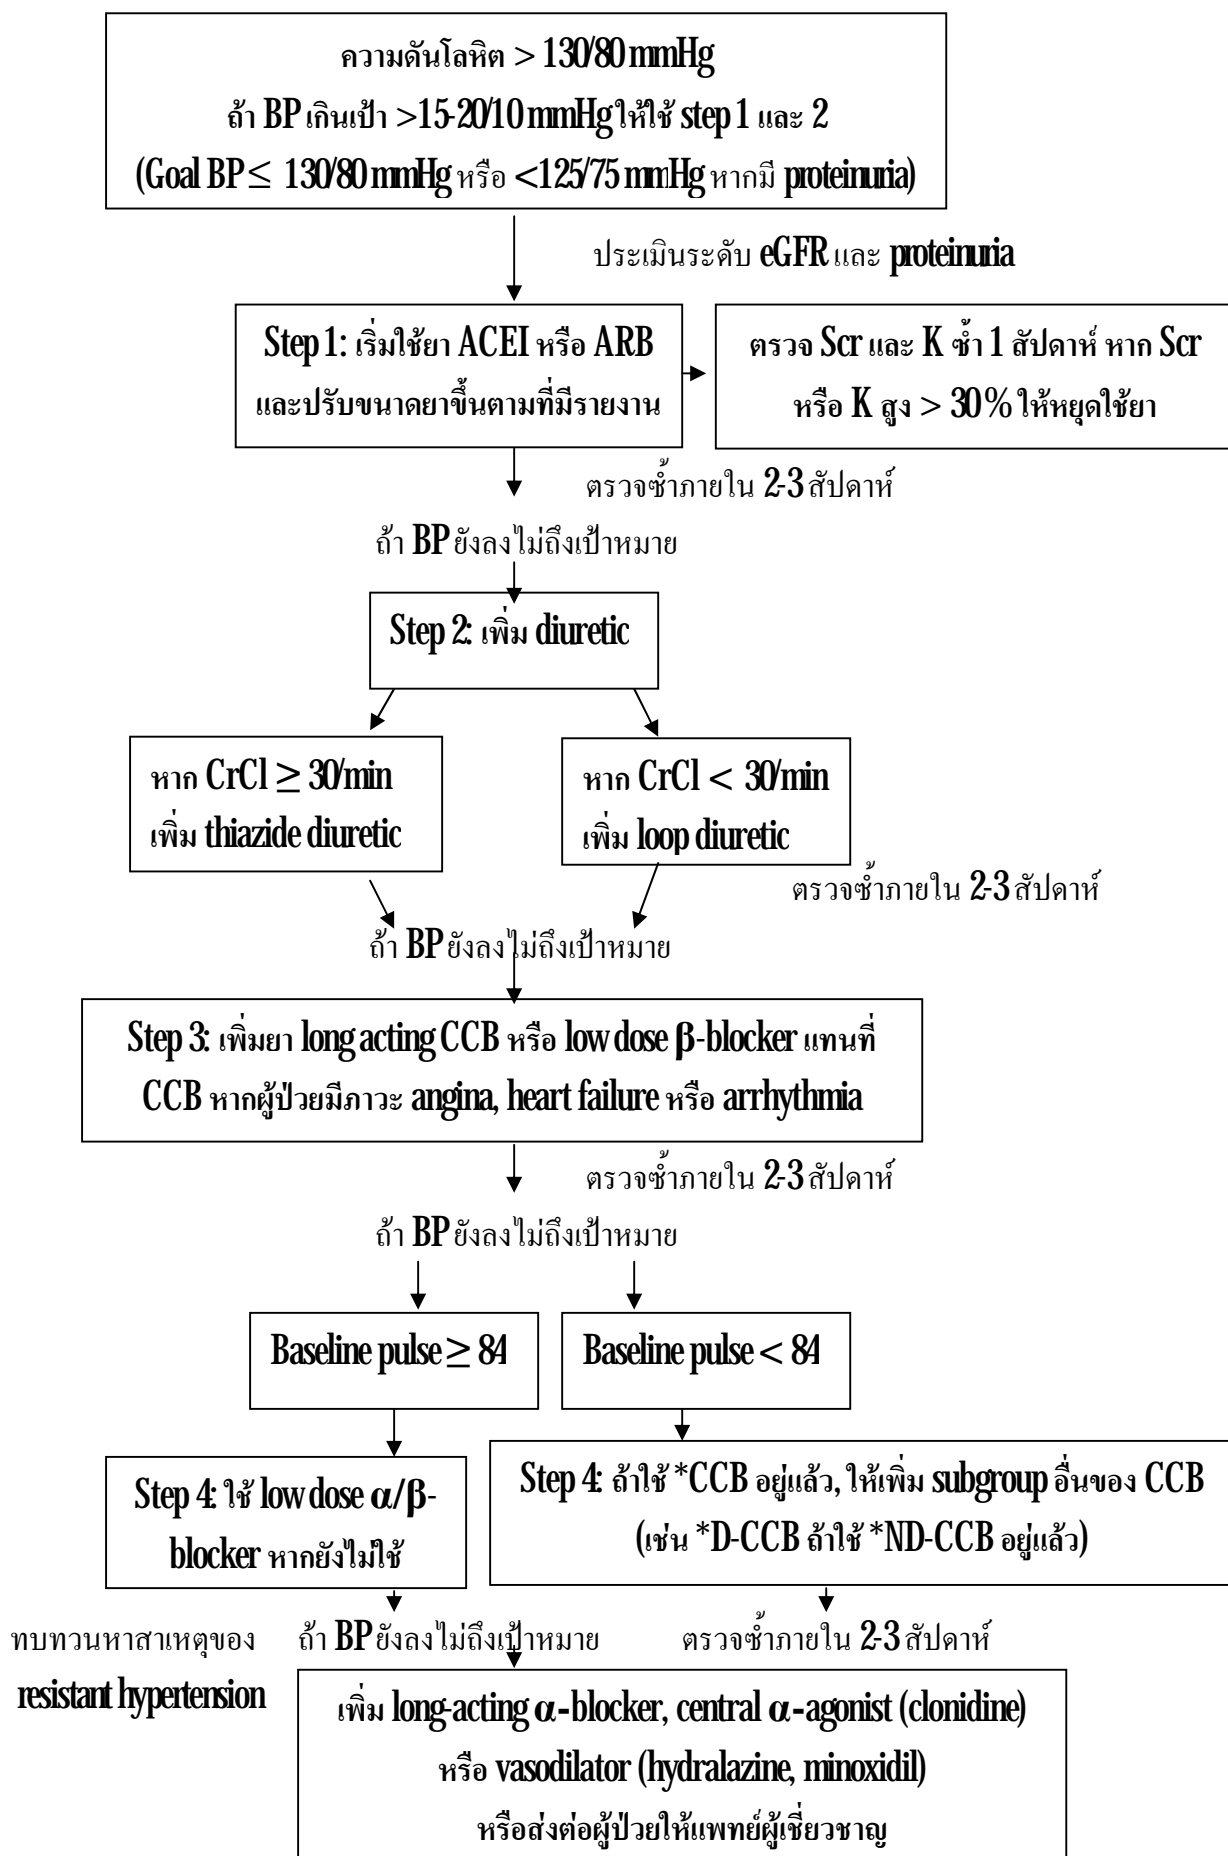 ความดันโลหิต > 130/80 mmHg
ถ้า BP เกินเป้า >15-20/10 mmHg ให้ใช้ step 1 และ 2
(Goal BP ≤ 130/80 mmHg หรือ <125/75 mmHg หากมี proteinuria)
ประเมินระดับ eGFR และ proteinuria
Step 1: เริ่มใช้ยา ACEI หรือ ARB
และปรับขนาดยาขึ้นตามที่มีรายงาน
ตรวจ Scr และ K ซ้ำ 1 สัปดาห์ หาก Scr
หรือ K สูง > 30% ให้หยุดใช้ยา
ตรวจซ้ำภายใน 2-3 สัปดาห์
ถ้า BP ยังลงไม่ถึงเป้าหมาย
Step 2: เพิ่ม diuretic
หาก CrCl ≥ 30/min
เพิ่ม thiazide diuretic
หาก CrCl < 30/min
เพิ่ม loop diuretic
ตรวจซ้ำภายใน 2-3 สัปดาห์
ถ้า BP ยังลงไม่ถึงเป้าหมาย
Step 3: เพิ่มยา long acting CCB หรือ low dose β-blocker แทนที่
CCB หากผู้ป่วยมีภาวะ angina, heart failure หรือ arrhythmia
ตรวจซ้ำภายใน 2-3 สัปดาห์
ถ้า BP ยังลงไม่ถึงเป้าหมาย
Baseline pulse ≥ 84
Baseline pulse < 84
Step 4: ใช้ low dose α/β-
blocker หากยังไม่ใช้
Step 4: ถ้าใช้ *CCB อยู่แล้ว, ให้เพิ่ม subgroup อื่นของ CCB
(เช่น *D-CCB ถ้าใช้ *ND-CCB อยู่แล้ว)
ทบทวนหาสาเหตุของ
resistant hypertension
ถ้า BP ยังลงไม่ถึงเป้าหมาย
ตรวจซ้ำภายใน 2-3 สัปดาห์
เพิ่ม long-acting α-blocker, central α-agonist (clonidine)
หรือ vasodilator (hydralazine, minoxidil)
หรือส่งต่อผู้ป่วยให้แพทย์ผู้เชี่ยวชาญ